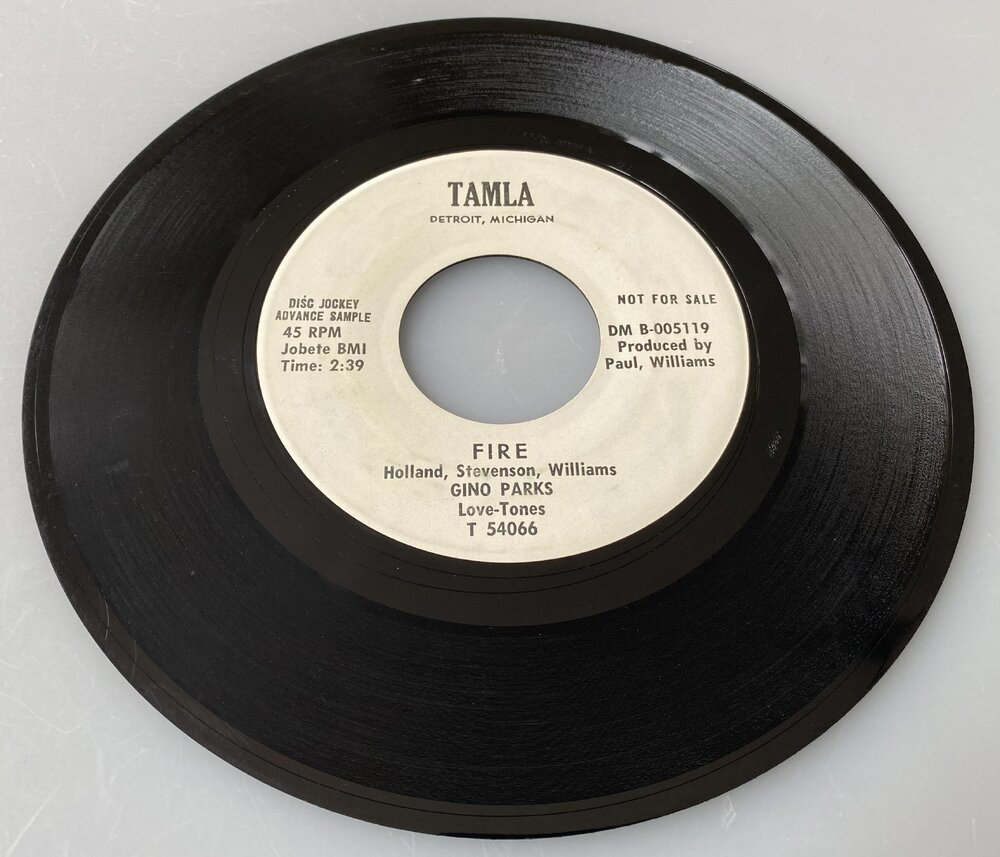 TAMLA
DETROIT, MICHIGAN
DISC JOCKEY
ADVANCE SAMPLE
45 RPM
Jobete BMI
Time: 2:39
NOT FOR SALE
DM B-005119
Produced by
Paul, Williams
FIRE
Holland, Stevenson, Williams
GINO PARKS
Love-Tones
T 54066